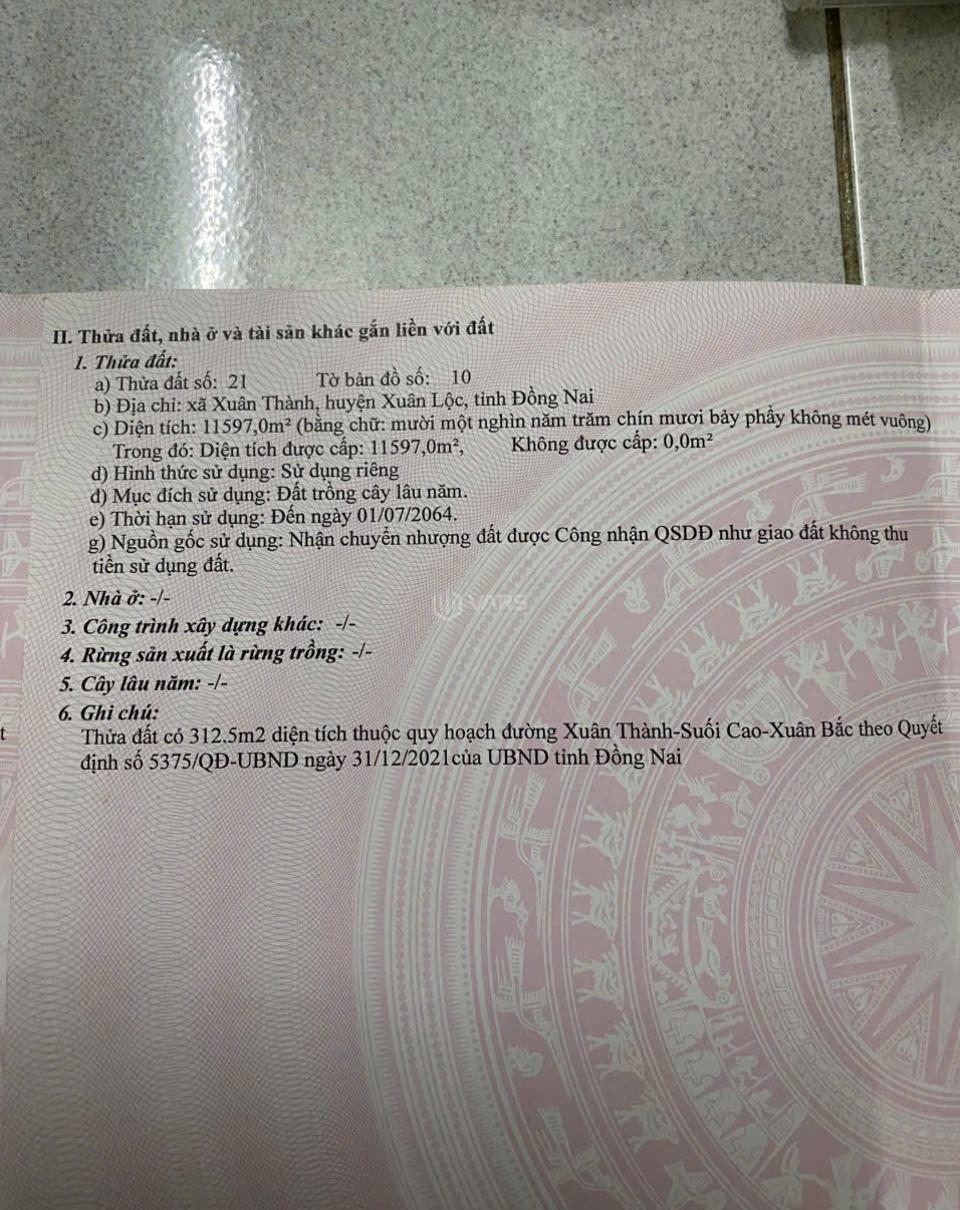 II. Thửa đất, nhà ở và tài sản khác gắn liền với đất
1. Thửa đất:
a) Thửa đất số: 21 Tờ bản đồ số: 10
b) Địa chỉ: xã Xuân Thành, huyện Xuân Lộc, tỉnh Đồng Nai
c) Diện tích: 11597,0m² (bằng chữ: mười một nghìn năm trăm chín mươi bảy phẩy không mét vuông)
Trong đó: Diện tích được cấp: 11597,0m², Không được cấp: 0,0m²
d) Hình thức sử dụng: Sử dụng riêng
đ) Mục đích sử dụng: Đất trồng cây lâu năm.
e) Thời hạn sử dụng: Đến ngày 01/07/2064.
g) Nguồn gốc sử dụng: Nhận chuyển nhượng đất được Công nhận QSDĐ như giao đất không thu
tiền sử dụng đất.
2. Nhà ở: -/-
VARS
3. Công trình xây dựng khác: -/-
4. Rừng sản xuất là rừng trồng: -/-
5. Cây lâu năm: -/-
6. Ghi chú:
t
Thửa đất có 312.5m2 diện tích thuộc quy hoạch đường Xuân Thành-Suối Cao-Xuân Bắc theo Quyết
định số 5375/QĐ-UBND ngày 31/12/2021của UBND tỉnh Đồng Nai